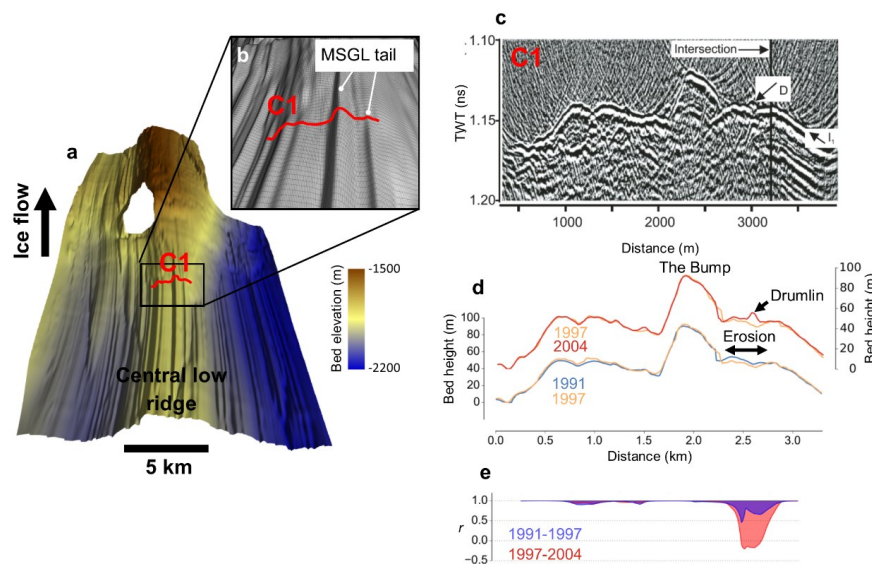 a
Ice flow
C1
Central low
ridge
5 km
Bed elevation (m)
-1500
-2200
b
MSGL tail
C1
c
C1
Intersection
D
I₁
TWT (ns)
1.10
1.15
1.20
1000
2000
3000
Distance (m)
d
The Bump
Drumlin
Erosion
1997
2004
1991
1997
Bed height (m)
100
80
60
40
20
0
Bed height (m)
100
80
60
40
20
0
0.0
0.5
1.0
1.5
2.0
2.5
3.0
Distance (km)
e
r
1.0
0.5
0.0
−0.5
1991-1997
1997-2004